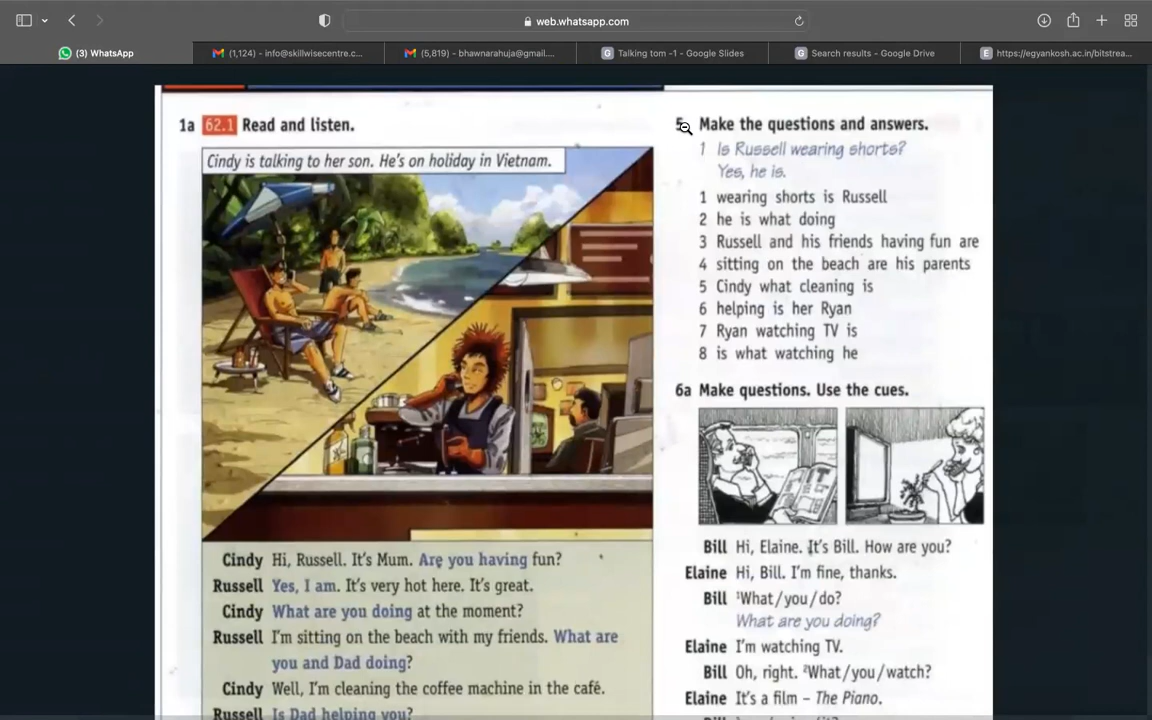 web.whatsapp.com
(3) WhatsApp
(1,124) - info@skillwisecentre.c...
(5,819) - bhawnarahuja@gmail....
Talking tom -1 - Google Slides
Search results - Google Drive
https://egyankosh.ac.in/bitstrea...
1a 62.1 Read and listen.
Cindy is talking to her son. He's on holiday in Vietnam.
Cindy Hi, Russell. It's Mum. Are you having fun?
Russell Yes, I am. It's very hot here. It's great.
Cindy What are you doing at the moment?
Russell I'm sitting on the beach with my friends. What are
you and Dad doing?
Cindy Well, I'm cleaning the coffee machine in the café.
Russell Is Dad helping you?
5 Make the questions and answers.
1 Is Russell wearing shorts?
Yes, he is.
1 wearing shorts is Russell
2 he is what doing
3 Russell and his friends having fun are
4 sitting on the beach are his parents
5 Cindy what cleaning is
6 helping is her Ryan
7 Ryan watching TV is
8 is what watching he
6a Make questions. Use the cues.
Bill Hi, Elaine. It's Bill. How are you?
Elaine Hi, Bill. I'm fine, thanks.
Bill ¹What/you/do?
What are you doing?
Elaine I'm watching TV.
Bill Oh, right. ²What/you/watch?
Elaine It's a film – The Piano.